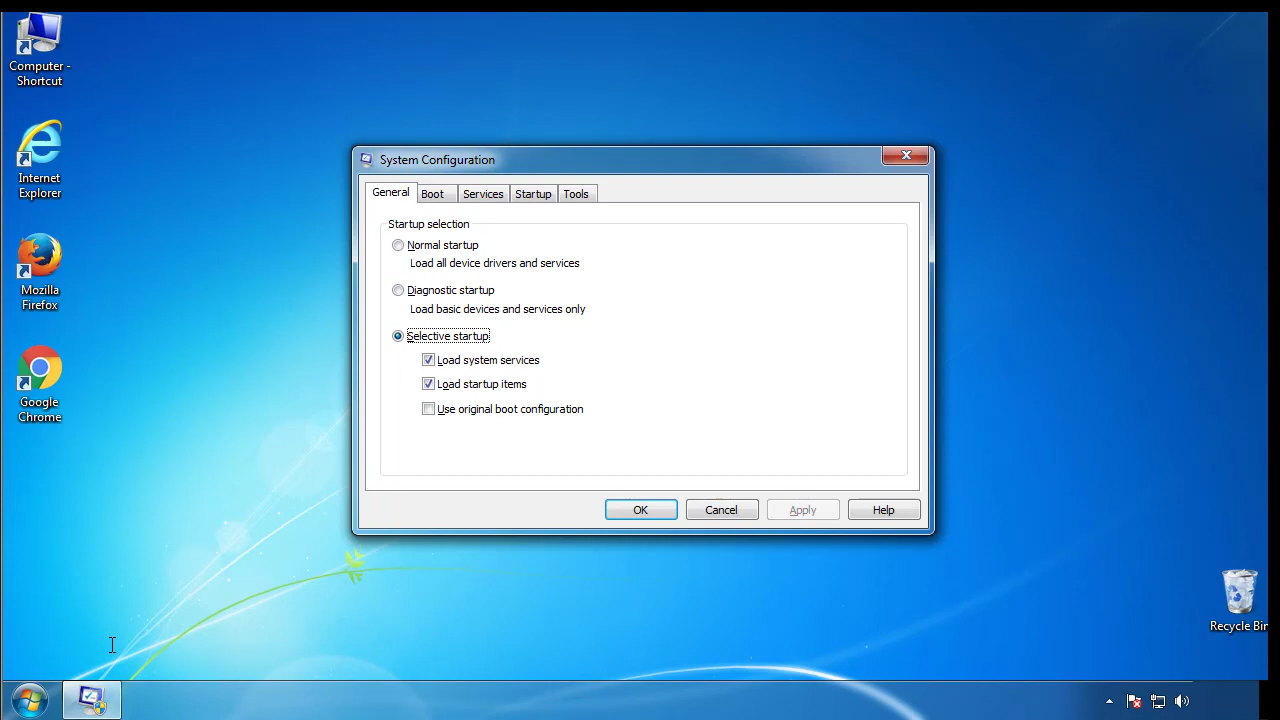 Computer -
Shortcut
Internet
Explorer
Mozilla
Firefox
Google
Chrome
System Configuration
General
Boot
Services
Startup
Tools
Startup selection
Normal startup
Load all device drivers and services
Diagnostic startup
Load basic devices and services only
Selective startup
Load system services
Load startup items
Use original boot configuration
OK
Cancel
Apply
Help
Recycle Bin